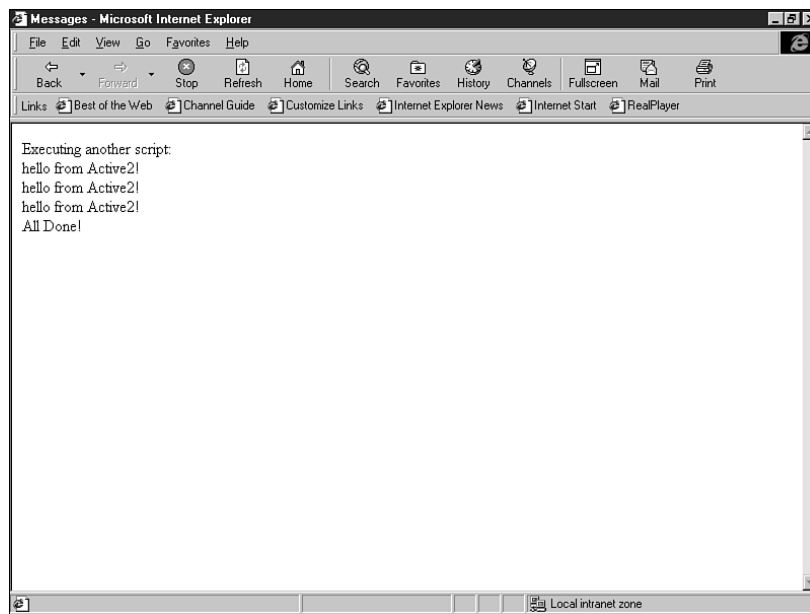 Messages - Microsoft Internet Explorer
File Edit View Go Favorites Help
Back Forward Stop Refresh Home Search Favorites History Channels Fullscreen Mail Print
Links Best of the Web Channel Guide Customize Links Internet Explorer News Internet Start RealPlayer
Executing another script:
hello from Active2!
hello from Active2!
hello from Active2!
All Done!
Local intranet zone